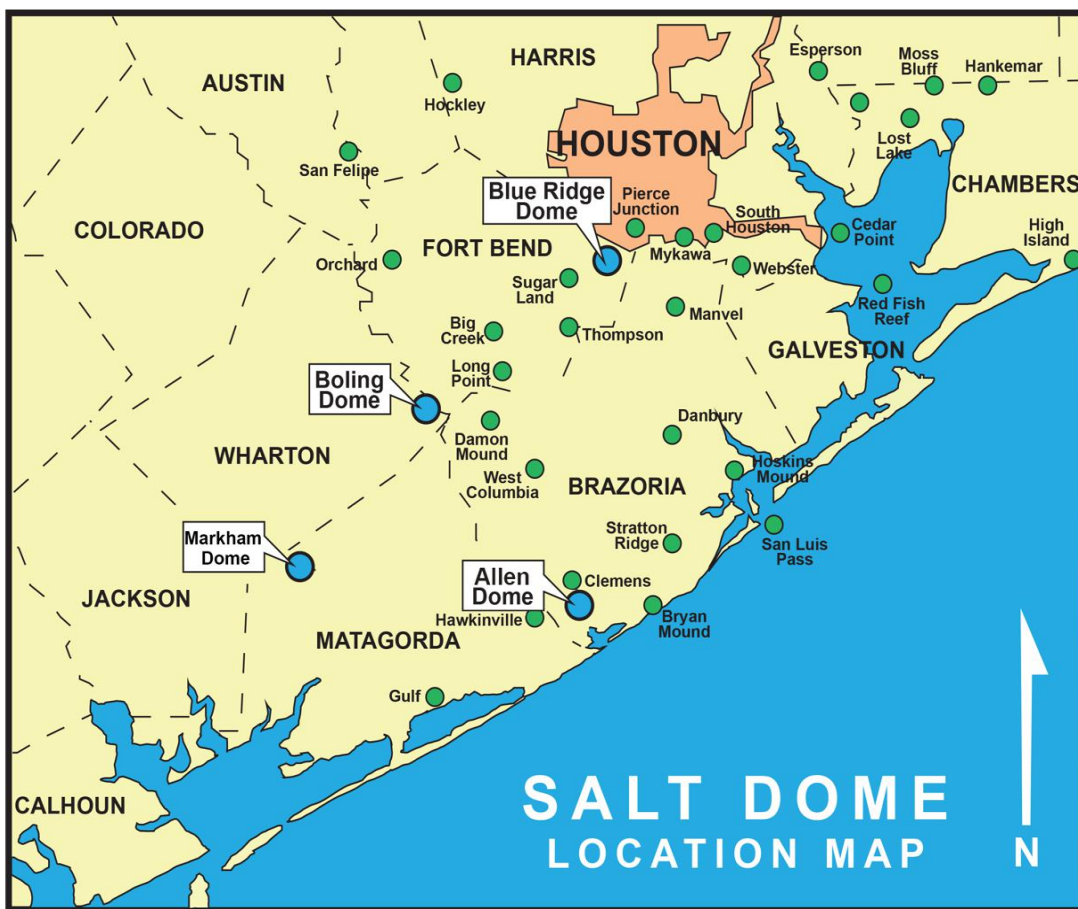 HARRIS
Esperson
Moss
Bluff
Hankemar
AUSTIN
Hockley
HOUSTON
Lost
Lake
San Felipe
Blue Ridge
Dome
Pierce
Junction
South
Houston
CHAMBERS
COLORADO
FORT BEND
Mykawa
Cedar
Point
High
Island
Orchard
Sugar
Land
Webster
Red Fish
Reef
Big
Creek
Thompson
Manvel
GALVESTON
Long
Point
Boling
Dome
Damon
Mound
Danbury
WHARTON
West
Columbia
BRAZORIA
Hoskins
Mound
Markham
Dome
Stratton
Ridge
San Luis
Pass
Allen
Dome
Clemens
JACKSON
Hawkinville
Bryan
Mound
MATAGORDA
Gulf
CALHOUN
SALT DOME
LOCATION MAP
N